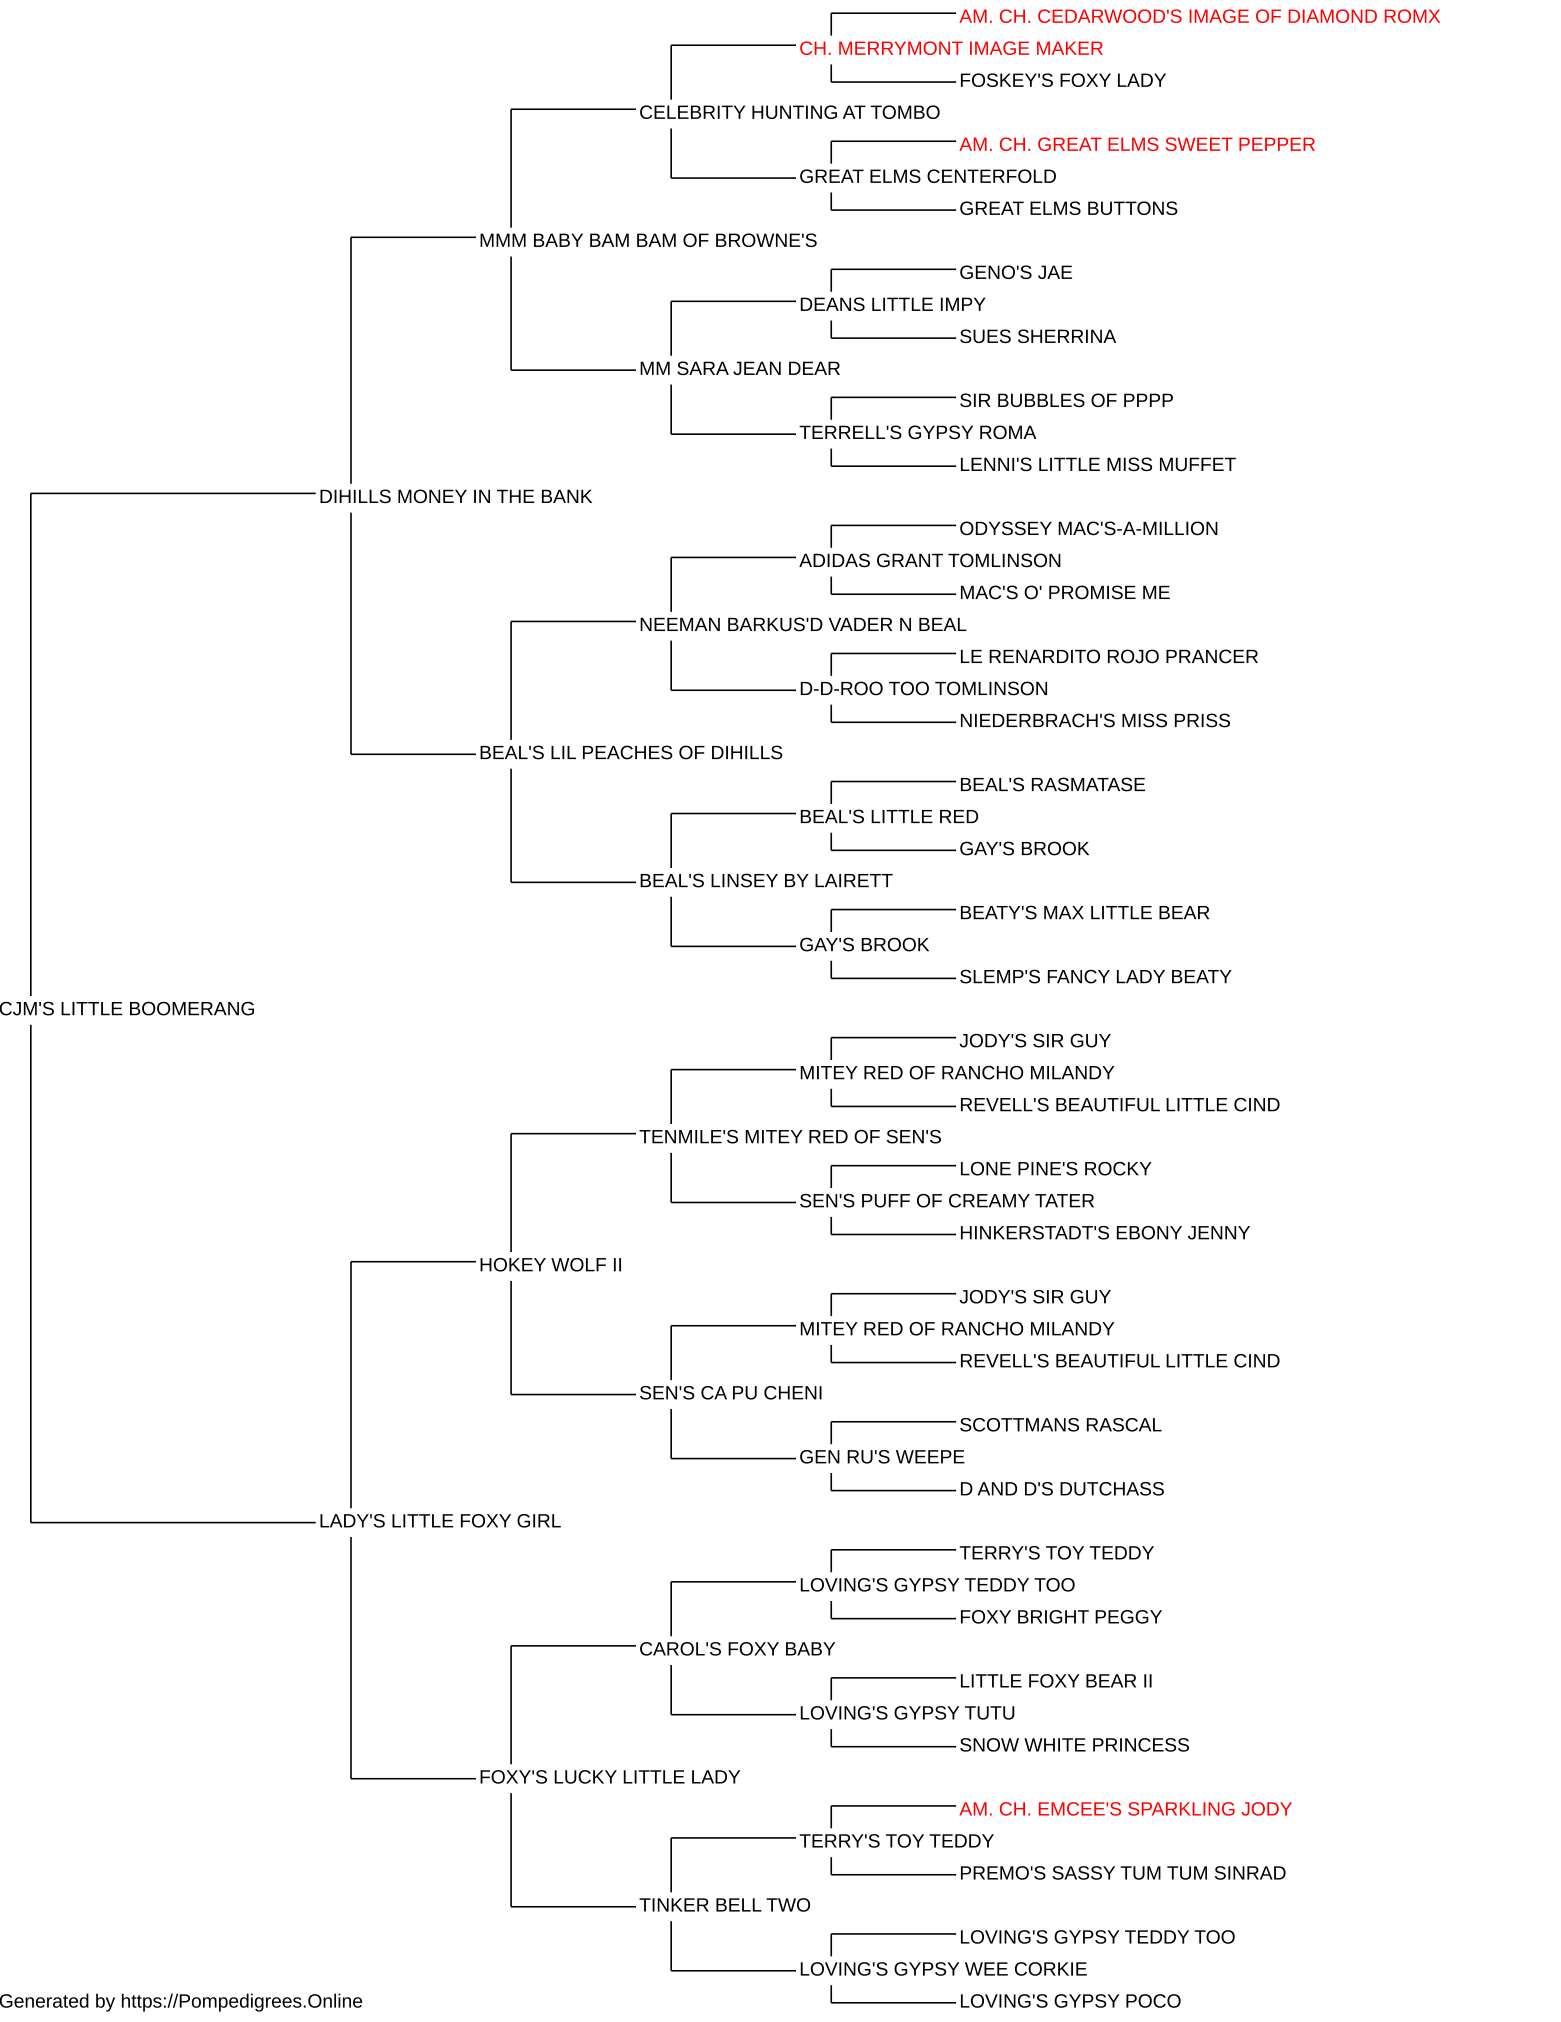 AM. CH. CEDARWOOD'S IMAGE OF DIAMOND ROMX
CH. MERRYMONT IMAGE MAKER
FOSKEY'S FOXY LADY
CELEBRITY HUNTING AT TOMBO
AM. CH. GREAT ELMS SWEET PEPPER
GREAT ELMS CENTERFOLD
GREAT ELMS BUTTONS
MMM BABY BAM BAM OF BROWNE'S
GENO'S JAE
DEANS LITTLE IMPY
SUES SHERRINA
MM SARA JEAN DEAR
SIR BUBBLES OF PPPP
TERRELL'S GYPSY ROMA
LENNI'S LITTLE MISS MUFFET
DIHILLS MONEY IN THE BANK
ODYSSEY MAC'S-A-MILLION
ADIDAS GRANT TOMLINSON
MAC'S O' PROMISE ME
NEEMAN BARKUS'D VADER N BEAL
LE RENARDITO ROJO PRANCER
D-D-ROO TOO TOMLINSON
NIEDERBRACH'S MISS PRISS
BEAL'S LIL PEACHES OF DIHILLS
BEAL'S RASMATASE
BEAL'S LITTLE RED
GAY'S BROOK
BEAL'S LINSEY BY LAIRETT
BEATY'S MAX LITTLE BEAR
GAY'S BROOK
SLEMP'S FANCY LADY BEATY
CJM'S LITTLE BOOMERANG
JODY'S SIR GUY
MITEY RED OF RANCHO MILANDY
REVELL'S BEAUTIFUL LITTLE CIND
TENMILE'S MITEY RED OF SEN'S
LONE PINE'S ROCKY
SEN'S PUFF OF CREAMY TATER
HINKERSTADT'S EBONY JENNY
HOKEY WOLF II
JODY'S SIR GUY
MITEY RED OF RANCHO MILANDY
REVELL'S BEAUTIFUL LITTLE CIND
SEN'S CA PU CHENI
SCOTTMANS RASCAL
GEN RU'S WEEPE
D AND D'S DUTCHASS
LADY'S LITTLE FOXY GIRL
TERRY'S TOY TEDDY
LOVING'S GYPSY TEDDY TOO
FOXY BRIGHT PEGGY
CAROL'S FOXY BABY
LITTLE FOXY BEAR II
LOVING'S GYPSY TUTU
SNOW WHITE PRINCESS
FOXY'S LUCKY LITTLE LADY
AM. CH. EMCEE'S SPARKLING JODY
TERRY'S TOY TEDDY
PREMO'S SASSY TUM TUM SINRAD
TINKER BELL TWO
LOVING'S GYPSY TEDDY TOO
LOVING'S GYPSY WEE CORKIE
LOVING'S GYPSY POCO
Generated by https://Pompedigrees.Online